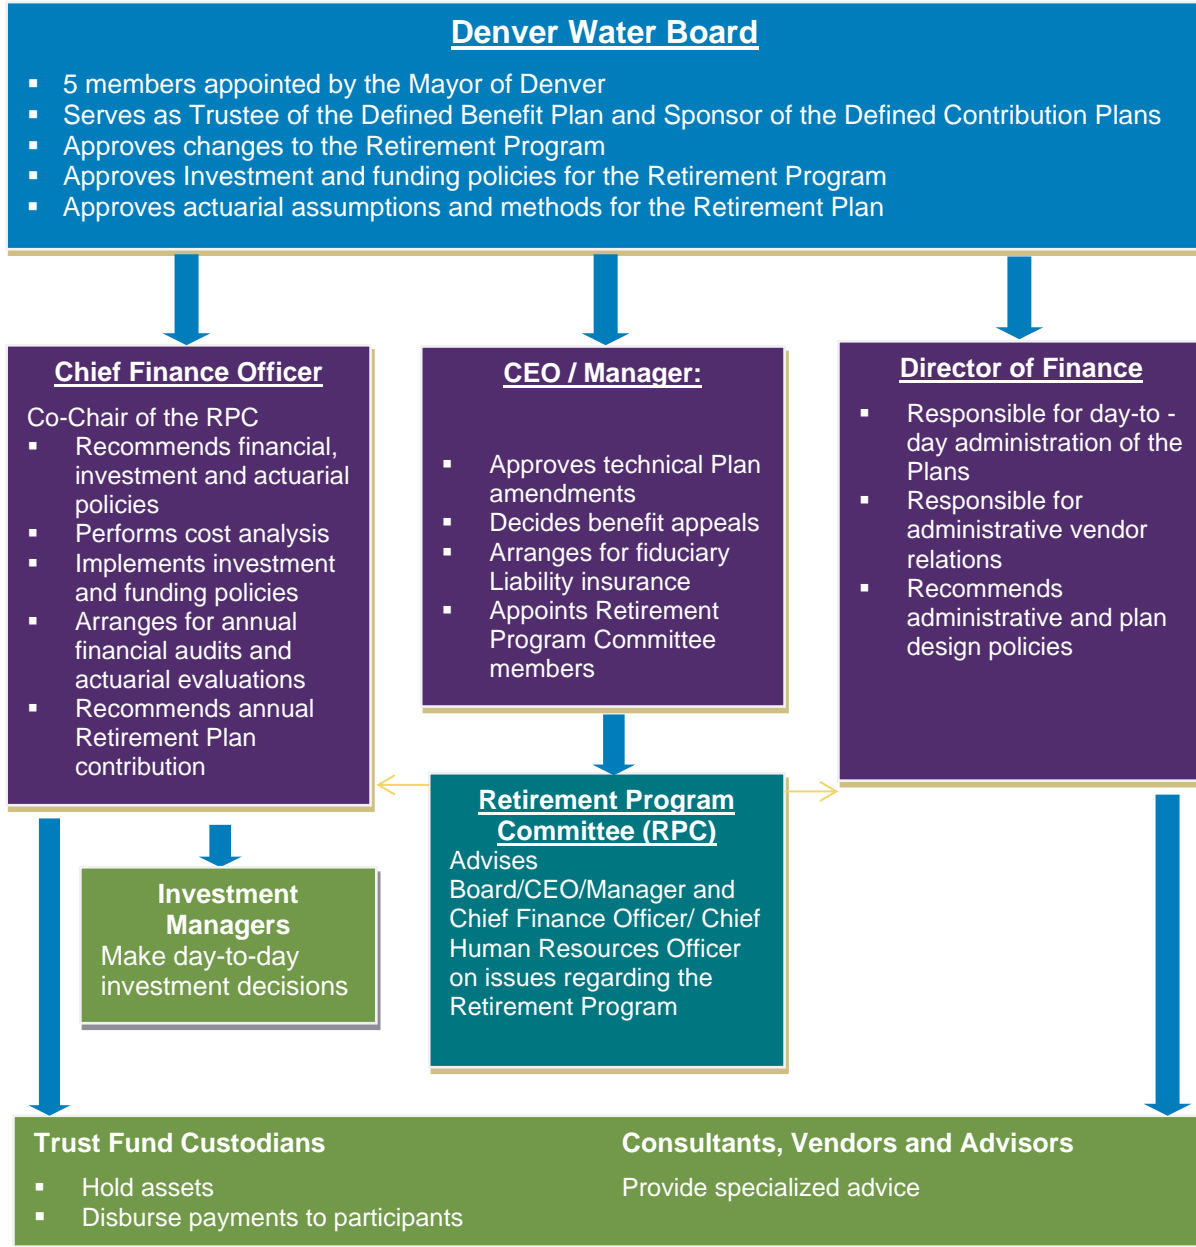 Denver Water Board
▪ 5 members appointed by the Mayor of Denver
▪ Serves as Trustee of the Defined Benefit Plan and Sponsor of the Defined Contribution Plans
▪ Approves changes to the Retirement Program
▪ Approves Investment and funding policies for the Retirement Program
▪ Approves actuarial assumptions and methods for the Retirement Plan
Chief Finance Officer
Co-Chair of the RPC
▪ Recommends financial,
investment and actuarial
policies
▪ Performs cost analysis
▪ Implements investment
and funding policies
▪ Arranges for annual
financial audits and
actuarial evaluations
▪ Recommends annual
Retirement Plan
contribution
CEO / Manager:
▪ Approves technical Plan
amendments
▪ Decides benefit appeals
▪ Arranges for fiduciary
Liability insurance
▪ Appoints Retirement
Program Committee
members
Director of Finance
▪ Responsible for day-to -
day administration of the
Plans
▪ Responsible for
administrative vendor
relations
▪ Recommends
administrative and plan
design policies
Investment
Managers
Make day-to-day
investment decisions
Retirement Program
Committee (RPC)
Advises
Board/CEO/Manager and
Chief Finance Officer/ Chief
Human Resources Officer
on issues regarding the
Retirement Program
Trust Fund Custodians
▪ Hold assets
▪ Disburse payments to participants
Consultants, Vendors and Advisors
Provide specialized advice